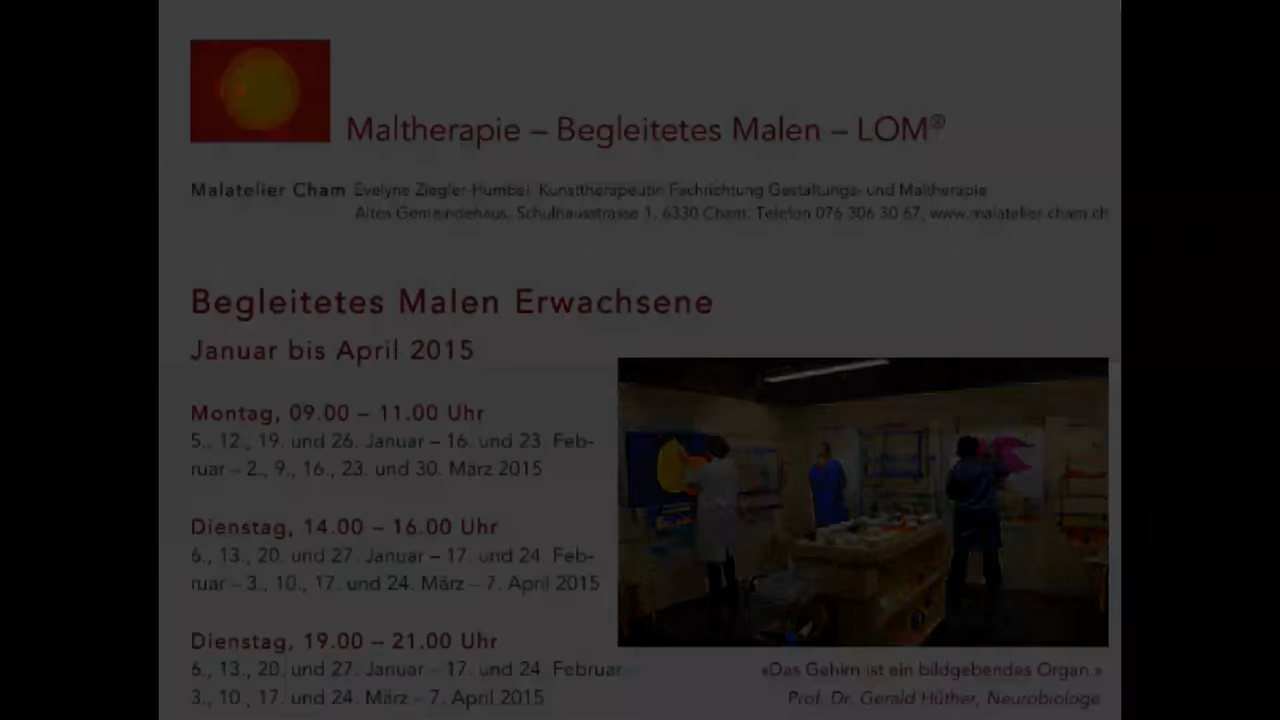 Maltherapie – Begleitetes Malen – LOM®
Malatelier Cham Evelyne Ziegler-Humbel, Kunsttherapeutin Fachrichtung Gestaltungs- und Maltherapie
Altes Gemeindehaus, Schulhausstrasse 1, 6330 Cham, Telefon 076 306 30 67, www.malatelier-cham.ch
Begleitetes Malen Erwachsene
Januar bis April 2015
Montag, 09.00 – 11.00 Uhr
5., 12., 19. und 26. Januar – 16. und 23. Feb-
ruar – 2., 9., 16., 23. und 30. März 2015
Dienstag, 14.00 – 16.00 Uhr
6., 13., 20. und 27. Januar – 17. und 24. Feb-
ruar – 3., 10., 17. und 24. März – 7. April 2015
Dienstag, 19.00 – 21.00 Uhr
6., 13., 20. und 27. Januar – 17. und 24. Februar –
3., 10., 17. und 24. März – 7. April 2015
«Das Gehirn ist ein bildgebendes Organ.»
Prof. Dr. Gerald Hüther, Neurobiologe